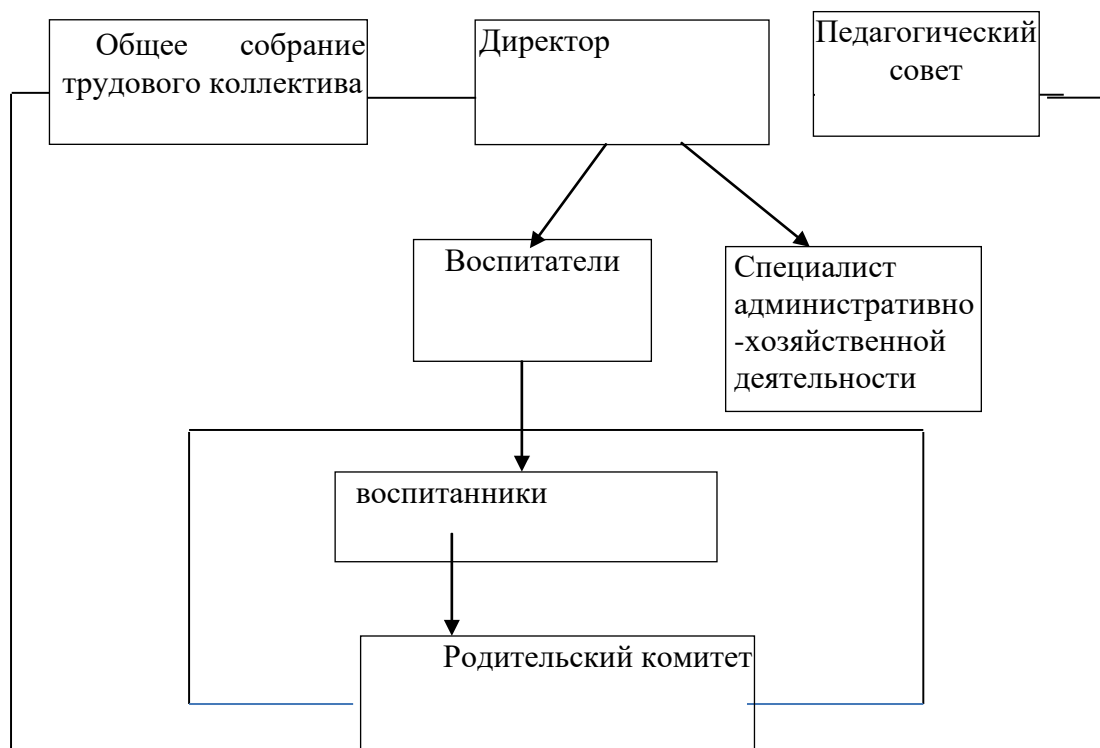 Общее собрание
трудового коллектива
Директор
Педагогический
совет
Воспитатели
Специалист
административно
-хозяйственной
деятельности
воспитанники
Родительский комитет